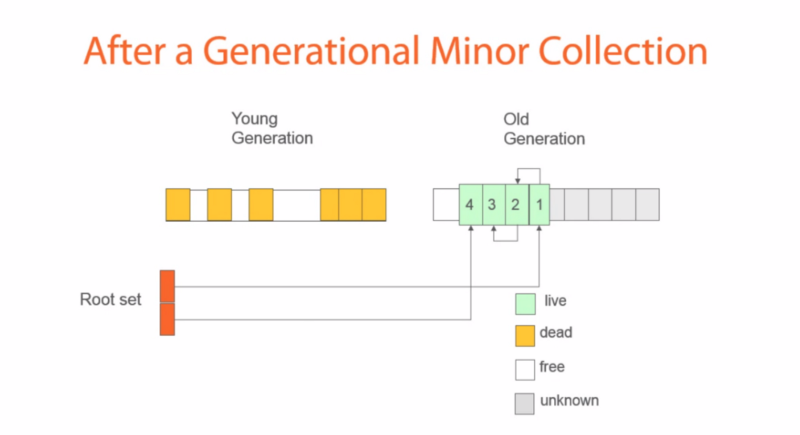 After a Generational Minor Collection
Young
Generation
Old
Generation
4 3 2 1
Root set
live
dead
free
unknown